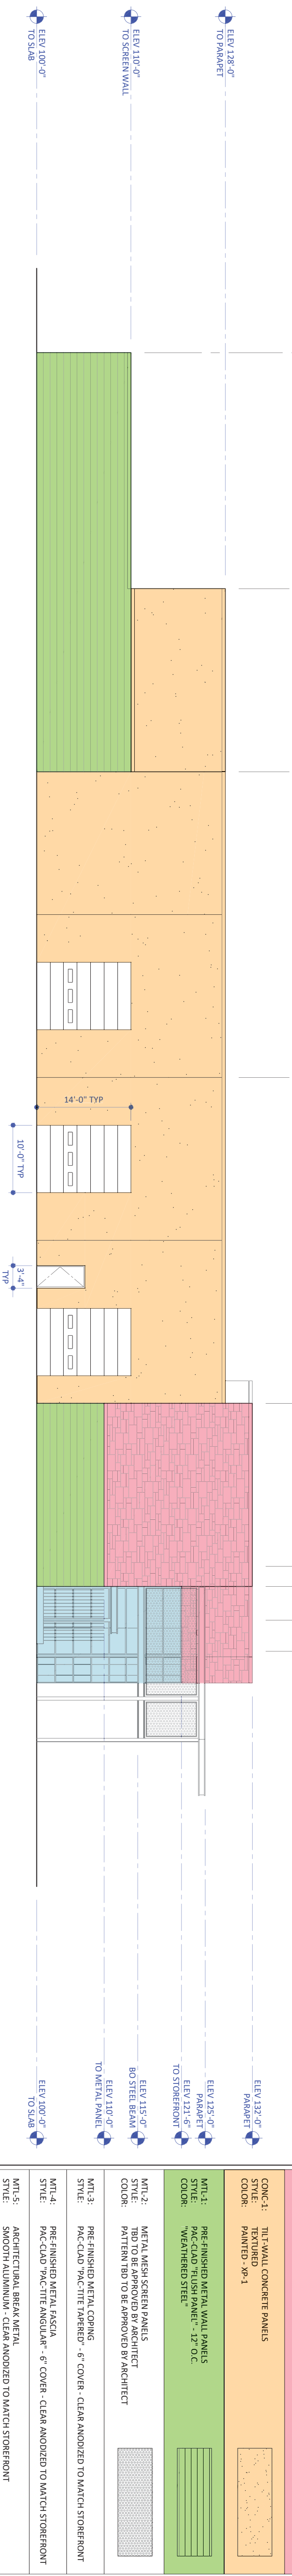 ELEV 128'-0"
TO PARAPET
ELEV 110'-0"
TO SCREEN WALL
ELEV 100'-0"
TO SLAB
14'-0" TYP
10'-0" TYP
3'-4"
TYP
ELEV 132'-0"
PARAPET
ELEV 125'-0"
PARAPET
ELEV 121'-6"
TO STOREFRONT
ELEV 115'-0"
BO STEEL BEAM
ELEV 110'-0"
TO METAL PANEL
ELEV 100'-0"
TO SLAB
CONC-1: TILT-WALL CONCRETE PANELS
STYLE: TEXTURED
COLOR: PAINTED - XP-1
MTL-1: PRE-FINISHED METAL WALL PANELS
STYLE: PAC-CLAD "FLUSH PANEL" - 12" O.C.
COLOR: "WEATHERED STEEL"
MTL-2: METAL MESH SCREEN PANELS
STYLE: TBD TO BE APPROVED BY ARCHITECT
COLOR: PATTERN TBD TO BE APPROVED BY ARCHITECT
MTL-3: PRE-FINISHED METAL COPING
STYLE: PAC-CLAD "PAC-TITE TAPERED" - 6" COVER - CLEAR ANODIZED TO MATCH STOREFRONT
MTL-4: PRE-FINISHED METAL FASCIA
STYLE: PAC-CLAD "PAC-TITE ANGULAR" - 6" COVER - CLEAR ANODIZED TO MATCH STOREFRONT
MTL-5: ARCHITECTURAL BREAK METAL
STYLE: SMOOTH ALUMINUM - CLEAR ANODIZED TO MATCH STOREFRONT